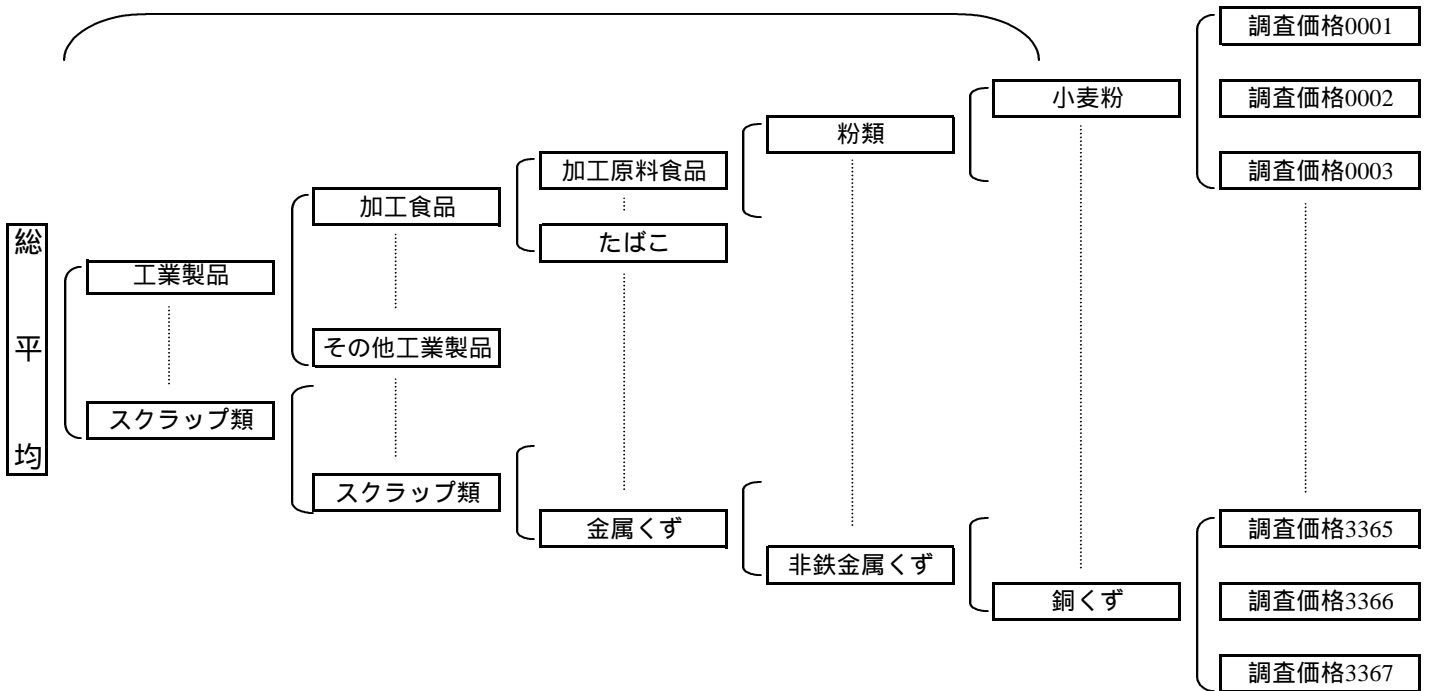 総平均
工業製品
スクラップ類
加工食品
その他工業製品
スクラップ類
加工原料食品
たばこ
金属くず
粉類
非鉄金属くず
小麦粉
銅くず
調査価格0001
調査価格0002
調査価格0003
調査価格3365
調査価格3366
調査価格3367